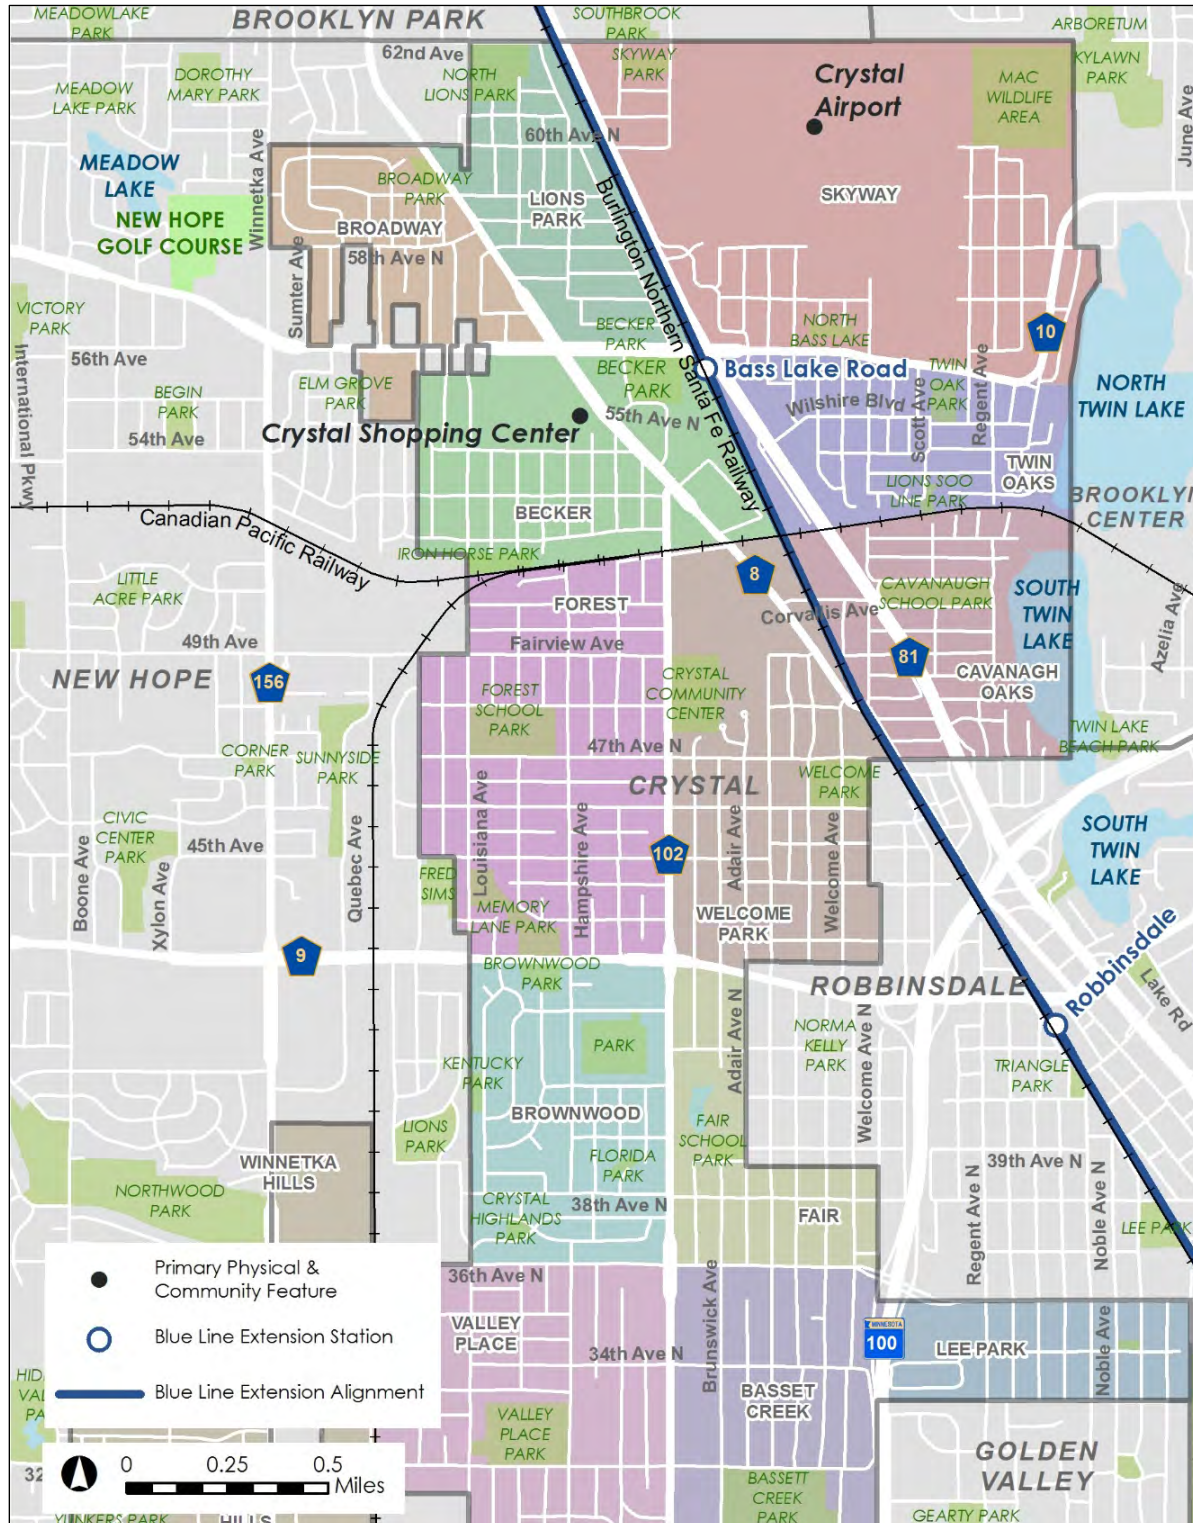 MEADOWLAKE
PARK
BROOKLYN PARK
SOUTHBROOK
PARK
ARBORETUM
62nd Ave
NORTH
LIONS PARK
SKYWAY
PARK
Crystal
Airport
MAC
WILDLIFE
AREA
KYLAWN
PARK
June Ave
MEADOW
LAKE PARK
DOROTHY
MARY PARK
60th Ave N
Winnetka Ave
MEADOW
LAKE
BROADWAY
PARK
LIONS
PARK
SKYWAY
NEW HOPE
GOLF COURSE
BROADWAY
58th Ave N
Burlington Northern Santa Fe Railway
Sumter Ave
VICTORY
PARK
International Pkwy
56th Ave
BECKER
PARK
NORTH
BASS LAKE
10
BECKER
PARK
Bass Lake Road
TWIN
OAK
PARK
Regent Ave
NORTH
TWIN LAKE
BEGIN
PARK
ELM GROVE
PARK
Wilshire Blvd
Scott Ave
55th Ave N
Crystal Shopping Center
54th Ave
TWIN
OAKS
LIONS SOO
LINE PARK
BROOKLYN
CENTER
BECKER
Canadian Pacific Railway
IRON HORSE PARK
8
LITTLE
ACRE PARK
FOREST
Corvallis Ave
CAVANAUGH
SCHOOL PARK
SOUTH
TWIN
LAKE
Azelia Ave
49th Ave
Fairview Ave
81
CAVANAGH
OAKS
NEW HOPE
156
FOREST
SCHOOL
PARK
CRYSTAL
COMMUNITY
CENTER
CORNER
PARK
SUNNYSIDE
PARK
47th Ave N
TWIN LAKE
BEACH PARK
CRYSTAL
WELCOME
PARK
CIVIC
CENTER
PARK
45th Ave
Boone Ave
Xylon Ave
Quebec Ave
Louisiana Ave
Hampshire Ave
102
Adair Ave
Welcome Ave
SOUTH
TWIN
LAKE
FRED
SIMS
MEMORY
LANE PARK
WELCOME
PARK
9
BROWNWOOD
PARK
ROBBINSDALE
Robbinsdale
Lake Rd
PARK
Adair Ave N
NORMA
KELLY
PARK
Welcome Ave N
KENTUCKY
PARK
TRIANGLE
PARK
BROWNWOOD
LIONS
PARK
FAIR
SCHOOL
PARK
WINNETKA
HILLS
FLORIDA
PARK
39th Ave N
NORTHWOOD
PARK
CRYSTAL
HIGHLANDS
PARK
38th Ave N
FAIR
Regent Ave N
Noble Ave N
LEE PARK
Primary Physical &
Community Feature
36th Ave N
Brunswick Ave
Blue Line Extension Station
VALLEY
PLACE
34th Ave N
MINNESOTA
100
LEE PARK
Noble Ave
Blue Line Extension Alignment
BASSET
CREEK
VALLEY
PLACE
PARK
GOLDEN
VALLEY
0 0.25 0.5
Miles
BASSETT
CREEK
PARK
GEARTY PARK
YUNKERS PARK
HILLS